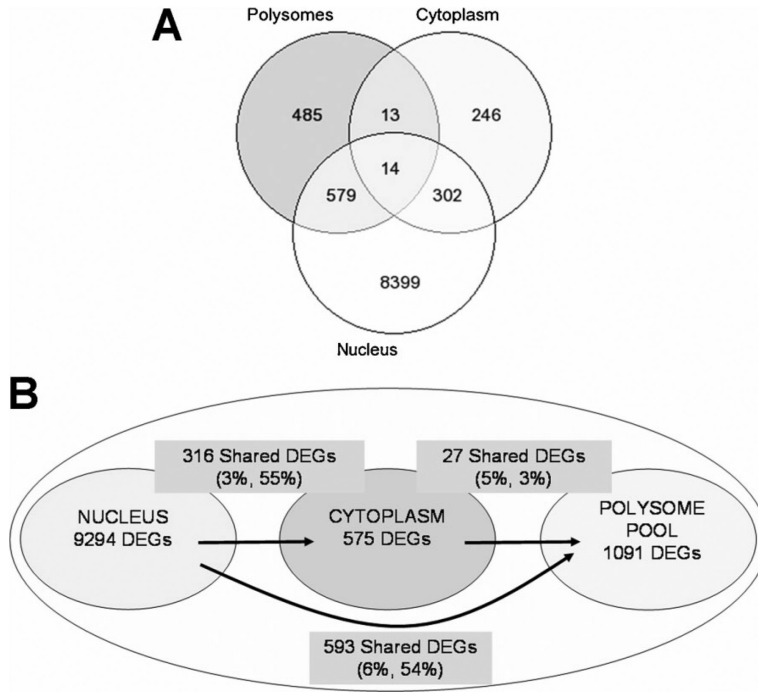 A
Polysomes
Cytoplasm
485
13
246
14
579
302
8399
Nucleus
B
316 Shared DEGs
(3%, 55%)
27 Shared DEGs
(5%, 3%)
NUCLEUS
9294 DEGs
CYTOPLASM
575 DEGs
POLYSOME
POOL
1091 DEGs
593 Shared DEGs
(6%, 54%)